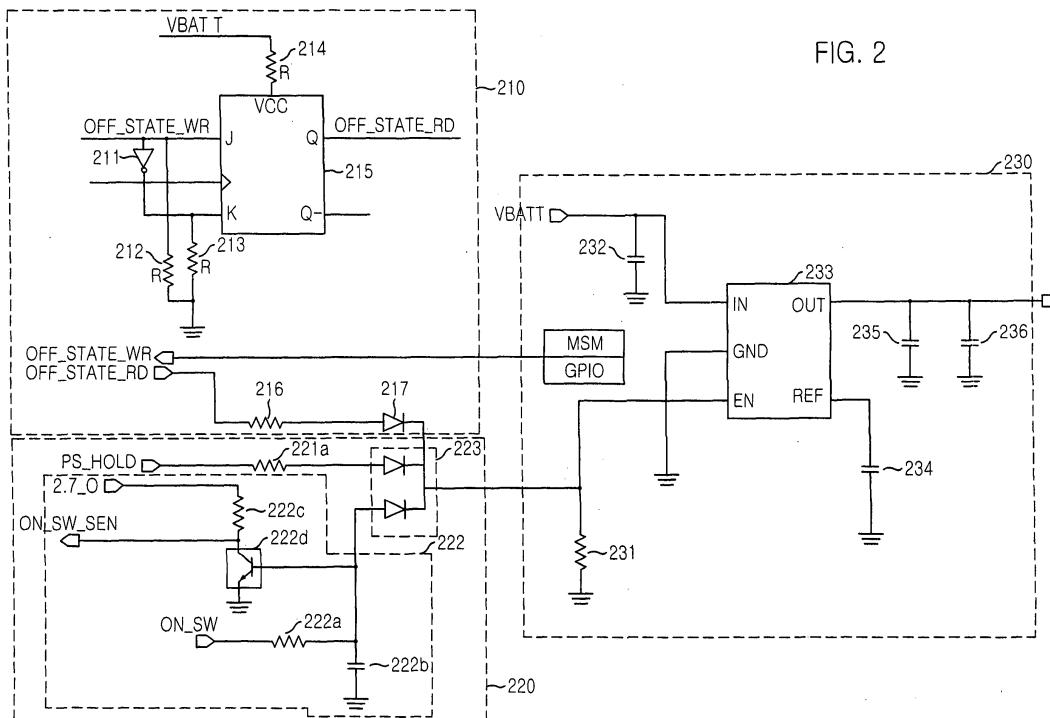 FIG. 2
VBAT T
214
R
VCC
210
OFF_STATE_WR
J
Q
OFF_STATE_RD
211
215
K
Q-
212
R
213
R
OFF_STATE_WR
OFF_STATE_RD
MSM
GPIO
216
217
PS_HOLD
221a
223
2.7_O
222c
ON_SW_SEN
222d
222
ON_SW
222a
222b
220
230
VBATT
232
233
IN
OUT
GND
EN
REF
235
236
234
231